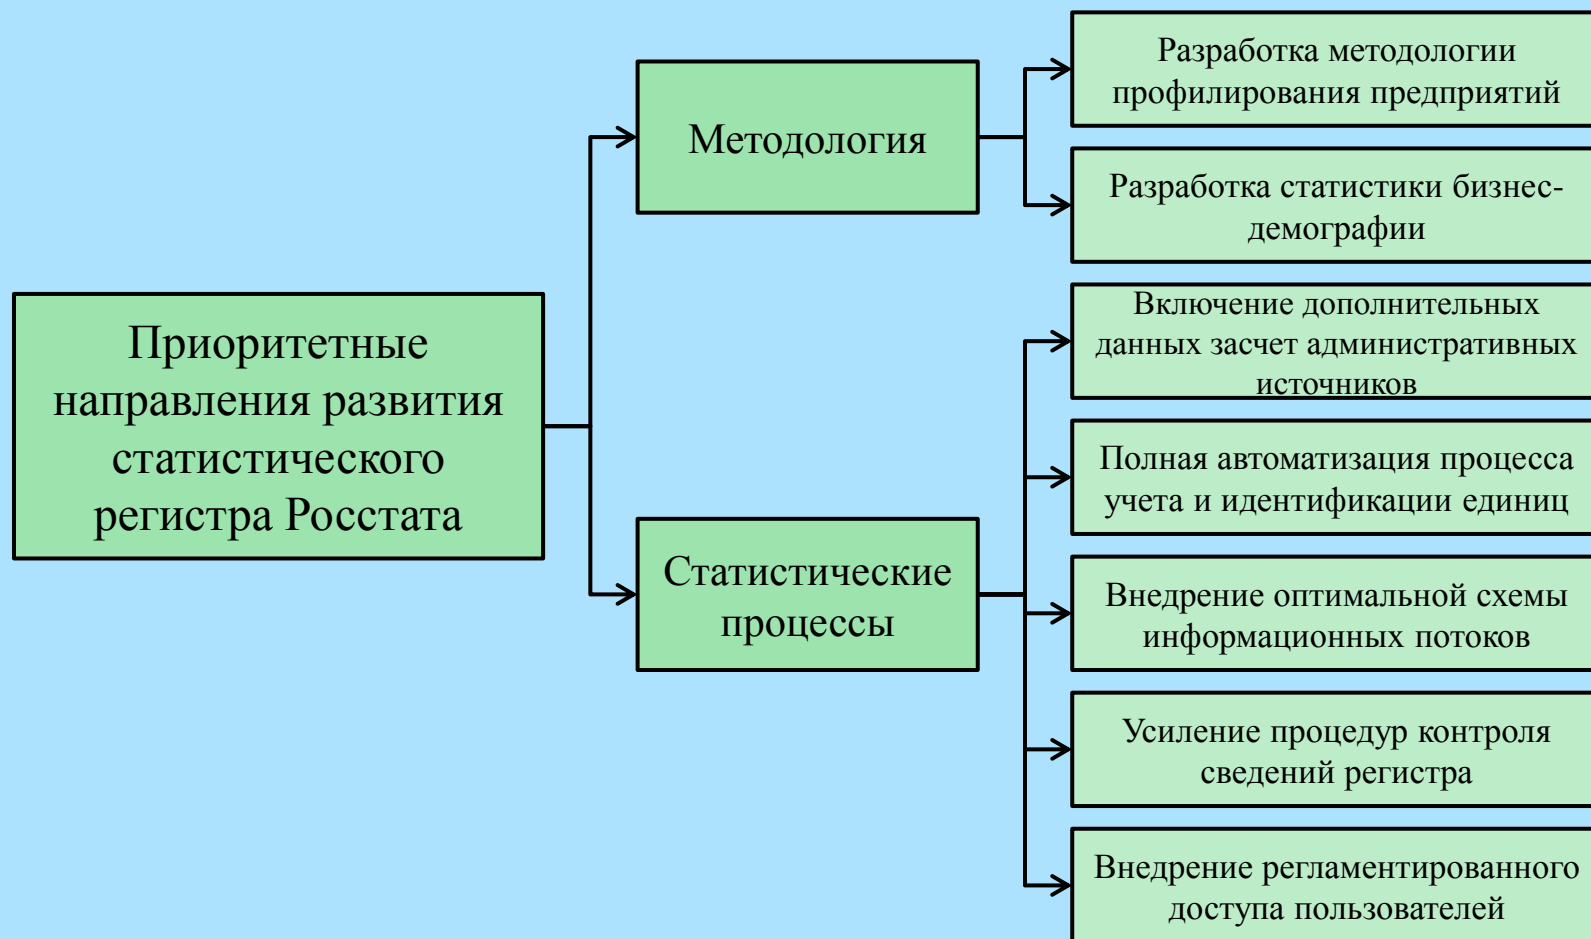 Приоритетные
направления развития
статистического
регистра Росстата
Методология
Разработка методологии
профилирования предприятий
Разработка статистики бизнес-
демографии
Статистические
процессы
Включение дополнительных
данных засчет административных
источников
Полная автоматизация процесса
учета и идентификации единиц
Внедрение оптимальной схемы
информационных потоков
Усиление процедур контроля
сведений регистра
Внедрение регламентированного
доступа пользователей